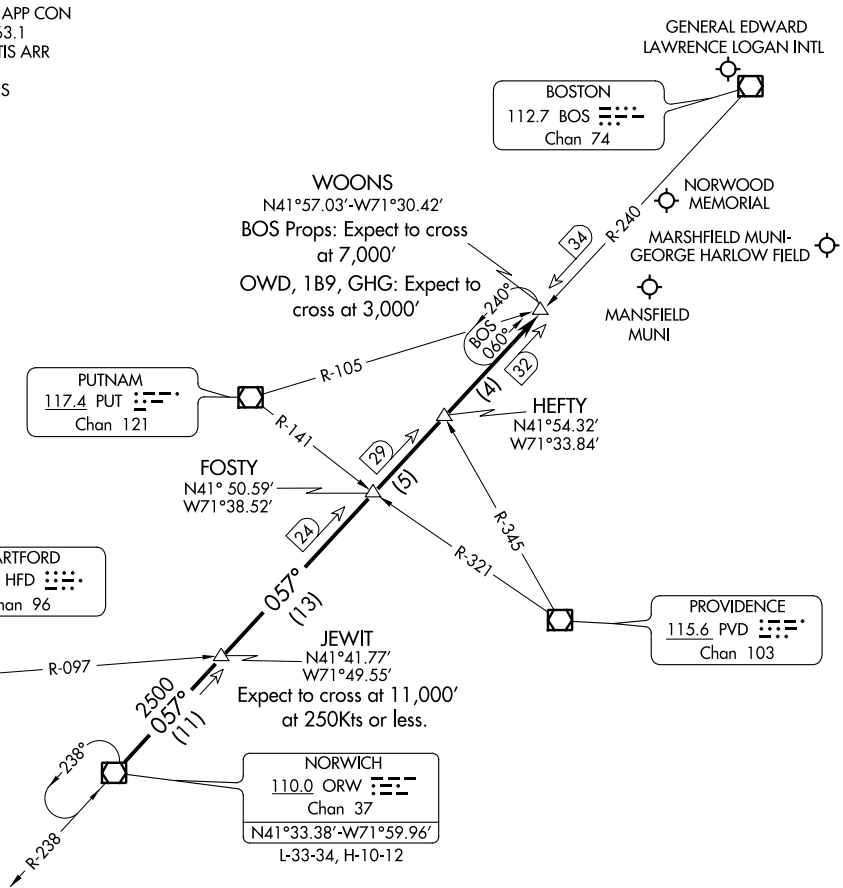 APP CON
63.1
TIS ARR
S
GENERAL EDWARD
LAWRENCE LOGAN INTL
BOSTON
112.7 BOS
Chan 74
NORWOOD
MEMORIAL
R-240
MARSHFIELD MUNI-
GEORGE HARLOW FIELD
MANSFIELD
MUNI
WOONS
N41°57.03'-W71°30.42'
BOS Props: Expect to cross
at 7,000'
OWD, 1B9, GHG: Expect to
cross at 3,000'
34
240°
BOS
060°
32
(4)
R-105
PUTNAM
117.4 PUT
Chan 121
R-141
HEFTY
N41°54.32'
W71°33.84'
29
(5)
FOSTY
N41° 50.59'
W71°38.52'
24
R-345
R-321
057°
(13)
ARTFORD
HFD
han 96
PROVIDENCE
115.6 PVD
Chan 103
R-097
JEWIT
N41°41.77'
W71°49.55'
Expect to cross at 11,000'
at 250Kts or less.
2500
057°
(11)
238°
R-238
NORWICH
110.0 ORW
Chan 37
N41°33.38'-W71°59.96'
L-33-34, H-10-12